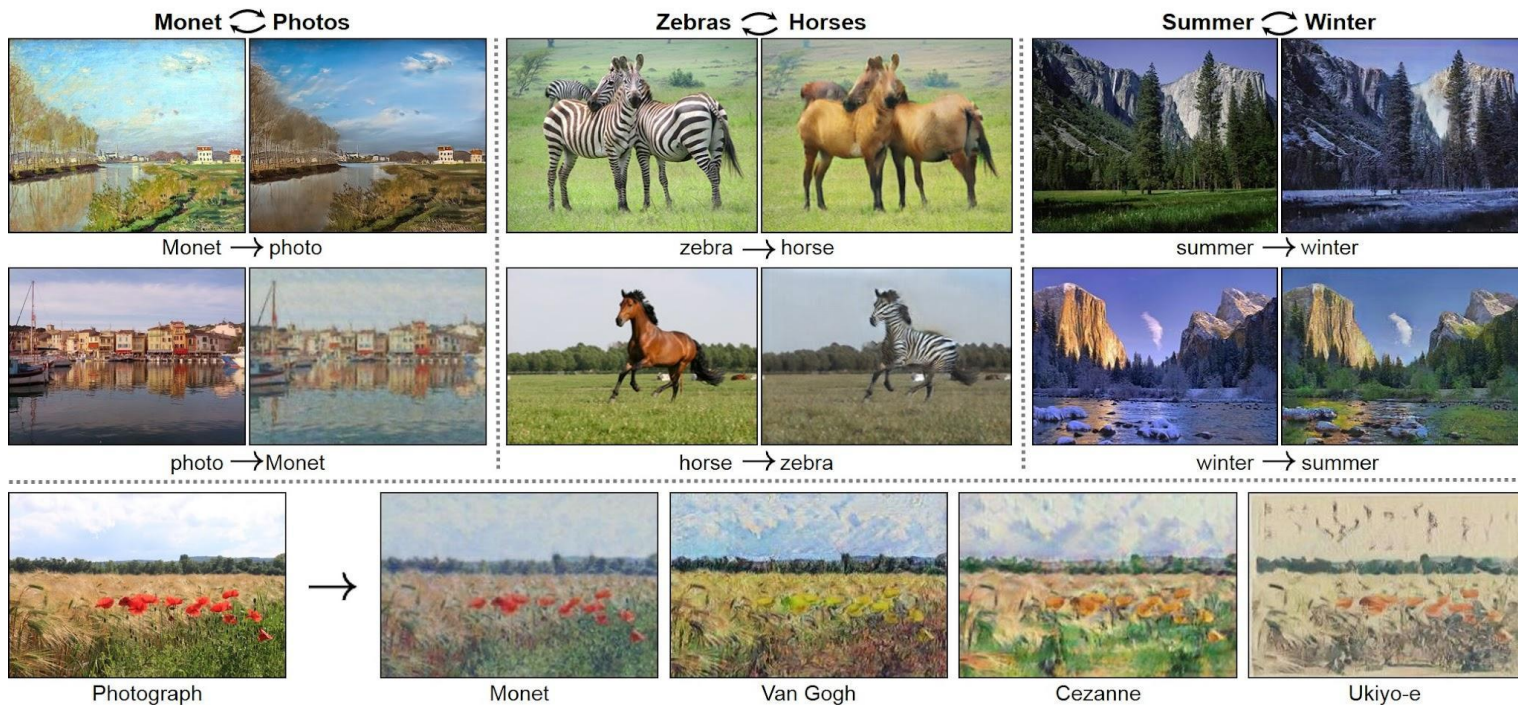 Monet Photos
Zebras Horses
Summer Winter
Monet → photo
zebra → horse
summer → winter
photo → Monet
horse → zebra
winter → summer
Photograph
Monet
Van Gogh
Cezanne
Ukiyo-e